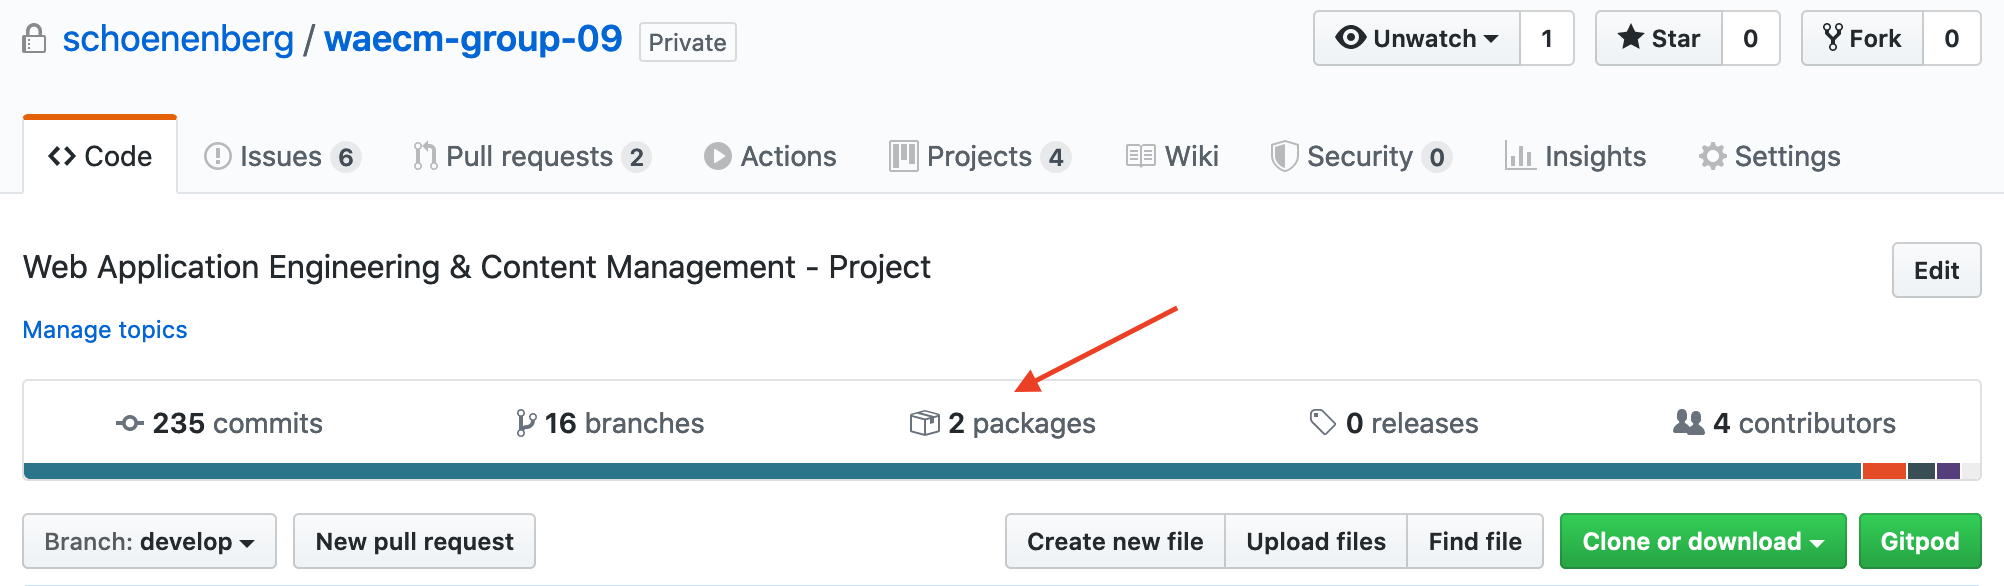 schoenenberg / waecm-group-09 Private Unwatch 1 Star 0 Fork 0
Code Issues 6 Pull requests 2 Actions Projects 4 Wiki Security 0 Insights Settings
Web Application Engineering & Content Management - Project Edit
Manage topics
235 commits 16 branches 2 packages 0 releases 4 contributors
Branch: develop New pull request Create new file Upload files Find file Clone or download Gitpod